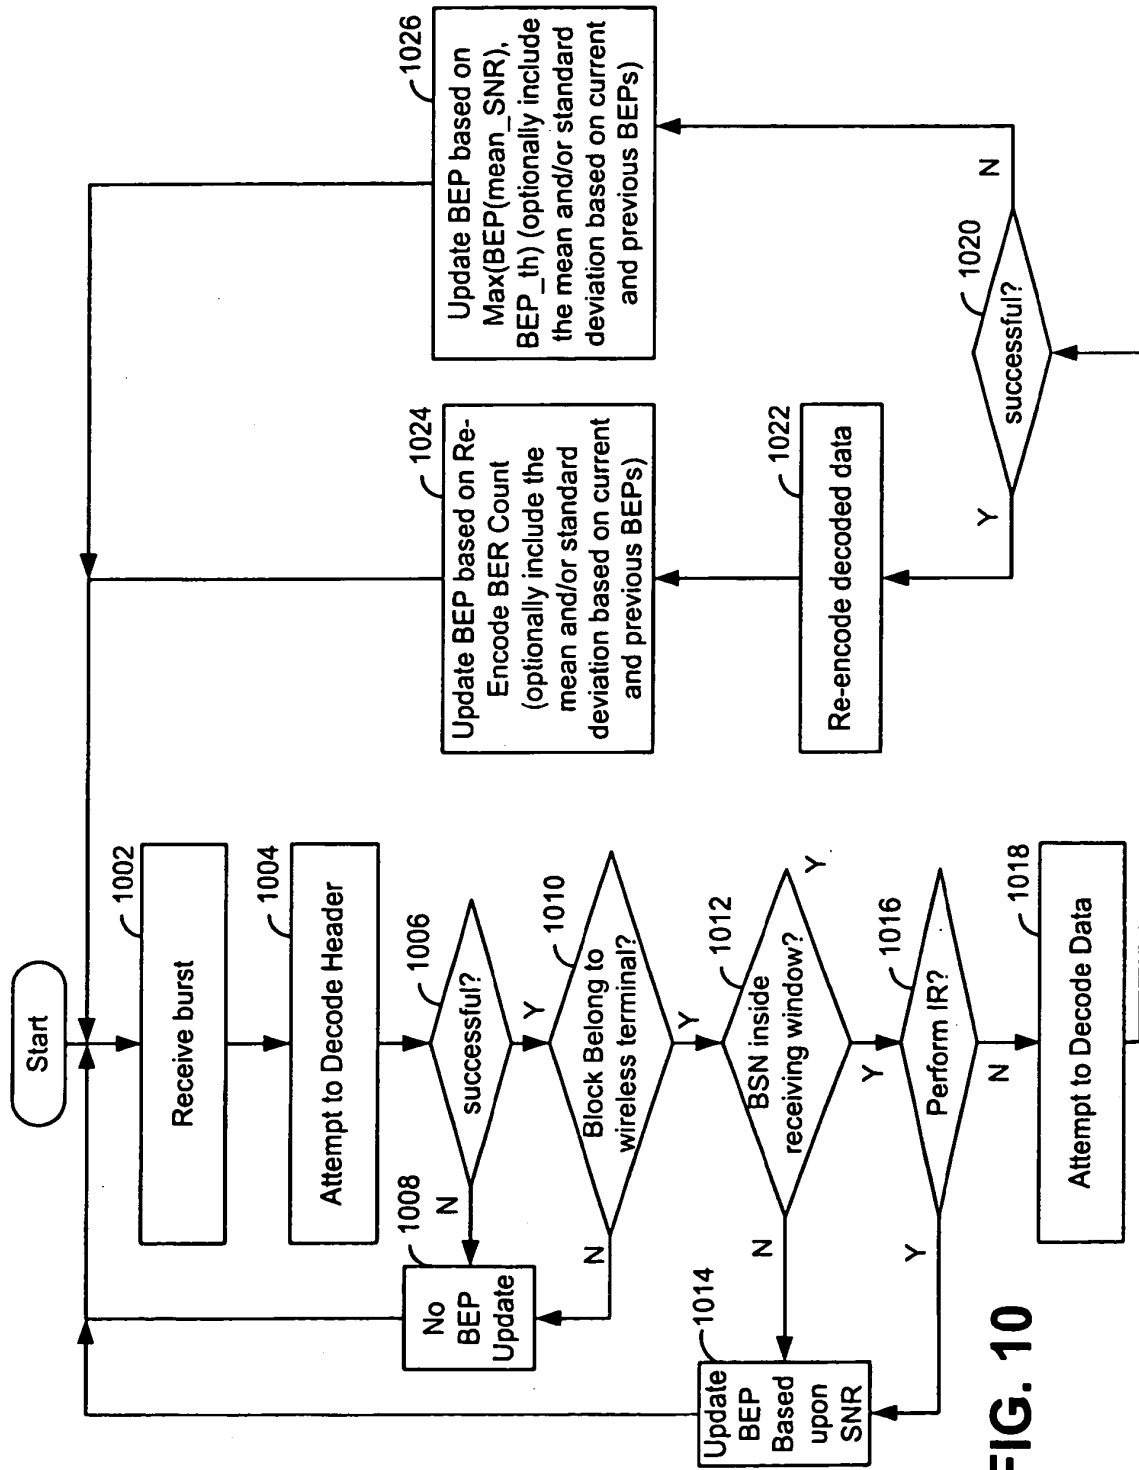 Start
1002
Receive burst
1004
Attempt to Decode Header
1006
successful?
N
Y
1008
No
BEP
Update
1010
Block Belong to
wireless terminal?
N
Y
1012
BSN inside
receiving window?
Y
N
Y
1014
Update
BEP
Based
upon
SNR
1016
Perform IR?
Y
N
1018
Attempt to Decode Data
1020
successful?
Y
N
1022
Re-encode decoded data
1024
Update BEP based on Re-
Encode BER Count
(optionally include the
mean and/or standard
deviation based on current
and previous BEPs)
1026
Update BEP based on
Max(BEP(mean_SNR),
BEP_th) (optionally include
the mean and/or standard
deviation based on current
and previous BEPs)
FIG. 10